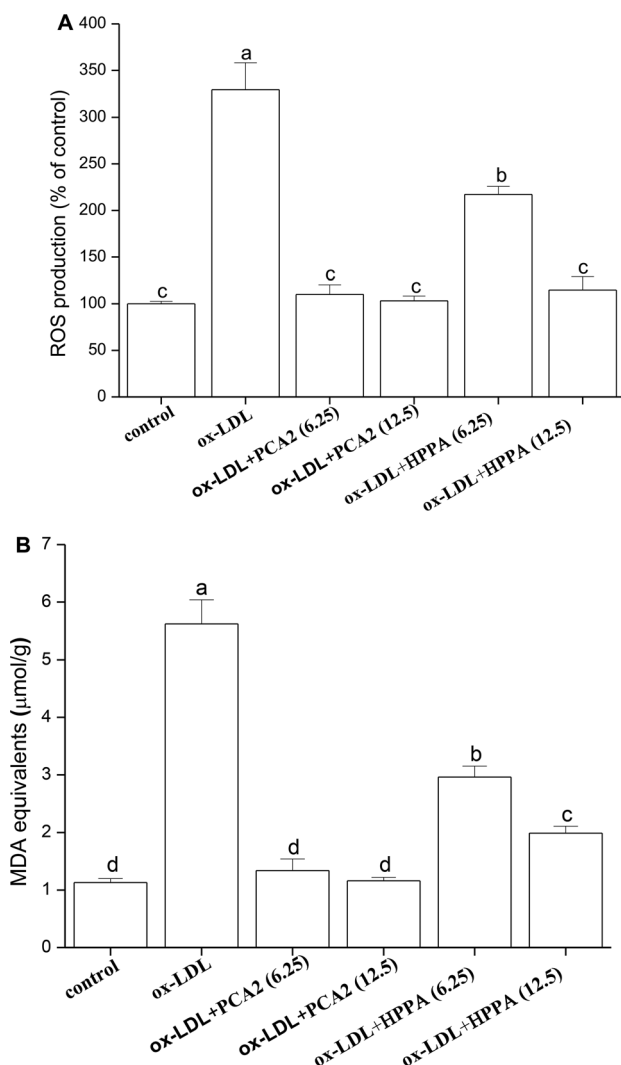 A
400
350
300
250
200
150
100
50
0
ROS production (% of control)
c
a
c
c
b
c
control
ox-LDL
ox-LDL+PCA2 (6.25)
ox-LDL+PCA2 (12.5)
ox-LDL+HPPA (6.25)
ox-LDL+HPPA (12.5)
B
7
6
5
4
3
2
1
0
MDA equivalents (μmol/g)
d
a
d
d
b
c
control
ox-LDL
ox-LDL+PCA2 (6.25)
ox-LDL+PCA2 (12.5)
ox-LDL+HPPA (6.25)
ox-LDL+HPPA (12.5)